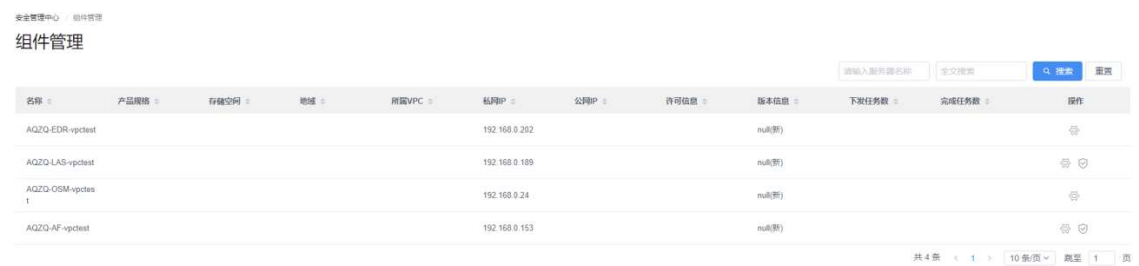 安全管理中心 / 组件管理
组件管理
请输入服务器名称 全文搜索 搜索 重置
名称 产品规格 存储空间 地域 所属VPC 私网IP 公网IP 许可信息 版本信息 下发任务数 完成任务数 操作
AQZQ-EDR-vpctest 192.168.0.202 null(新)
AQZQ-LAS-vpctest 192.168.0.189 null(新)
AQZQ-OSM-vpctes
t 192.168.0.24 null(新)
AQZQ-AF-vpctest 192.168.0.153 null(新)
共 4 条 < 1 > 10 条/页 跳至 1 页